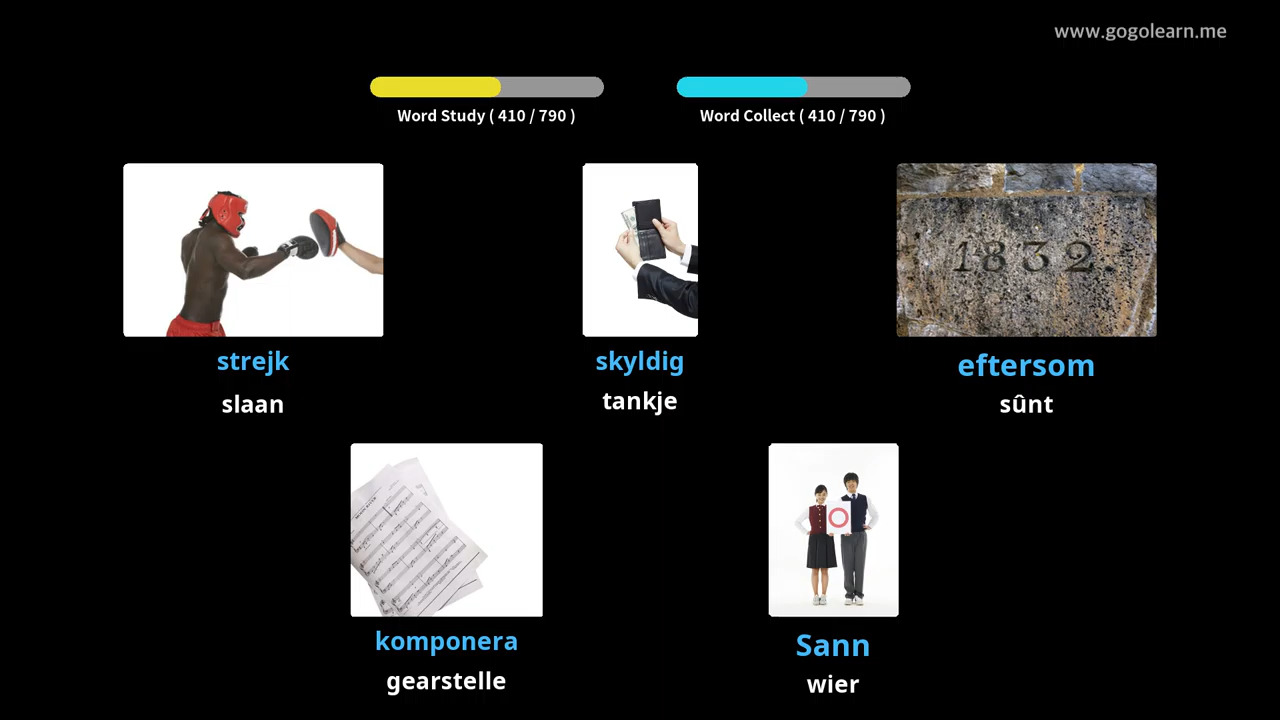 www.gogolearn.me
Word Study ( 410 / 790 )
Word Collect ( 410 / 790 )
1832.
strejk
skyldig
eftersom
slaan
tankje
sûnt
komponera
Sann
gearstelle
wier